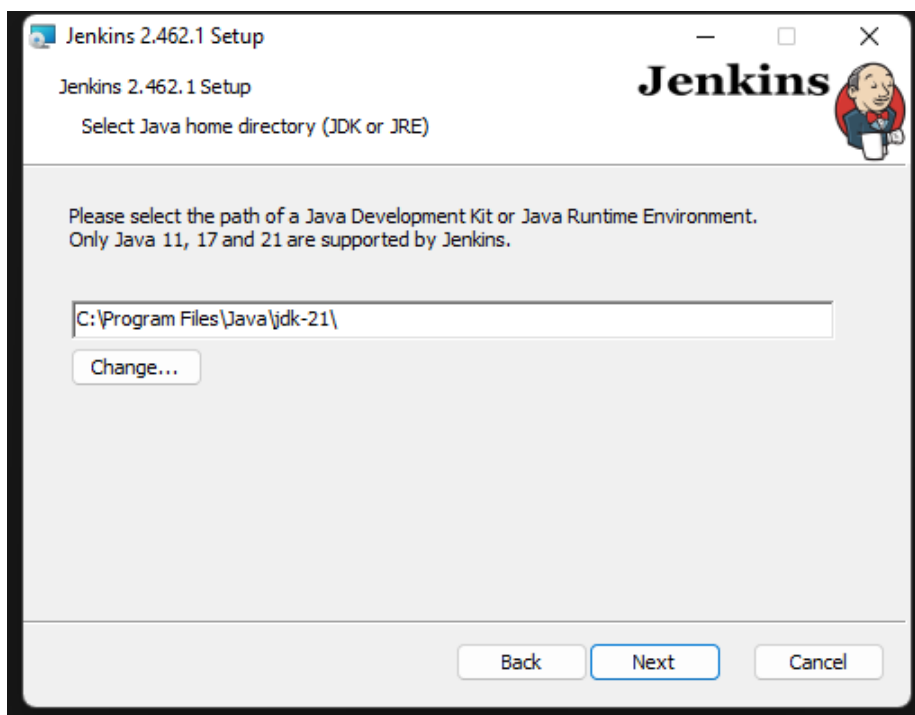 Jenkins 2.462.1 Setup
Jenkins 2.462.1 Setup
Jenkins
Select Java home directory (JDK or JRE)
Please select the path of a Java Development Kit or Java Runtime Environment.
Only Java 11, 17 and 21 are supported by Jenkins.
C:\Program Files\Java\jdk-21\
Change...
Back
Next
Cancel